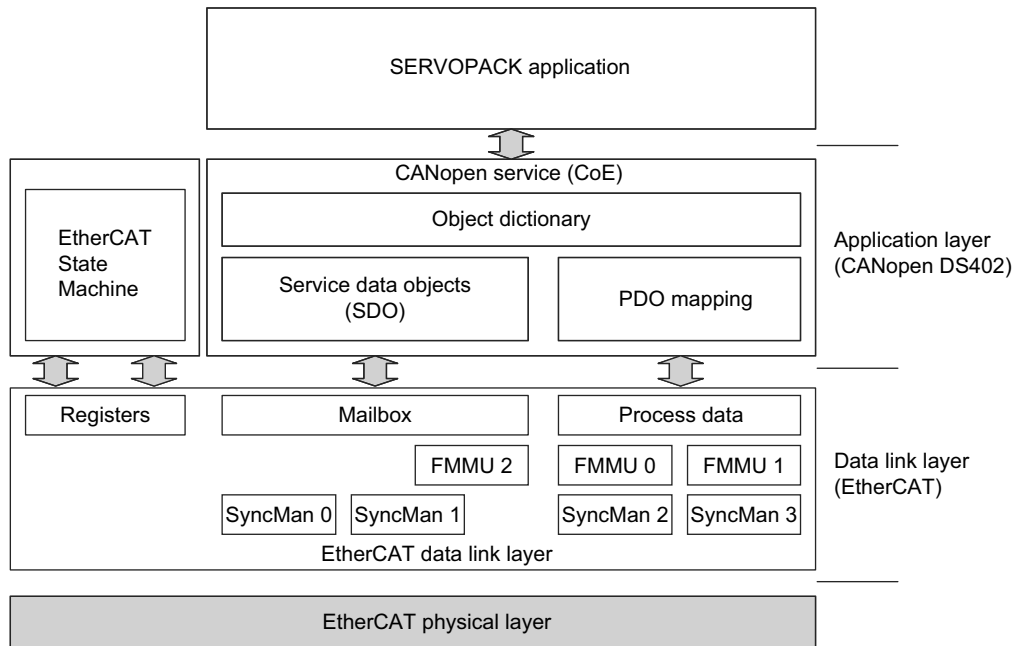 SERVOPACK application
CANopen service (CoE)
Object dictionary
EtherCAT
State
Machine
Service data objects
(SDO)
PDO mapping
Application layer
(CANopen DS402)
Registers
Mailbox
Process data
FMMU 2
FMMU 0
FMMU 1
Data link layer
(EtherCAT)
SyncMan 0
SyncMan 1
SyncMan 2
SyncMan 3
EtherCAT data link layer
EtherCAT physical layer